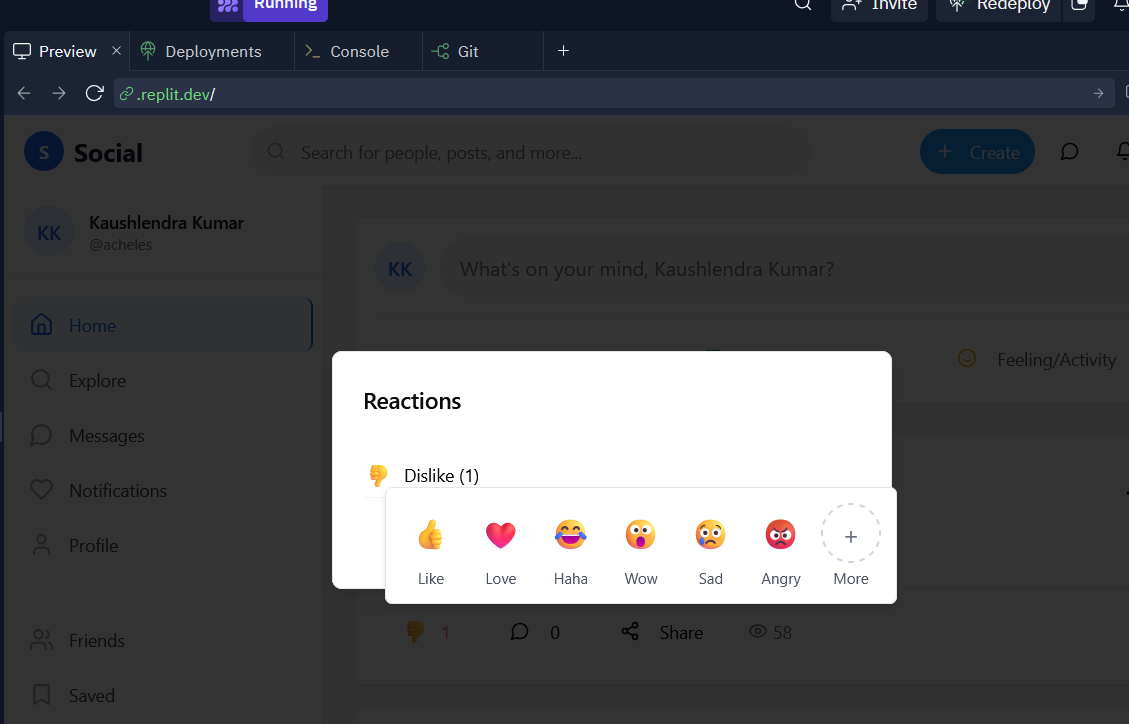 Running
Invite
Redeploy
Preview
Deployments
Console
Git
.replit.dev/
S
Social
Search for people, posts, and more...
Create
KK
Kaushlendra Kumar
@acheles
KK
What's on your mind, Kaushlendra Kumar?
Home
Feeling/Activity
Explore
Reactions
Messages
Dislike (1)
Notifications
Profile
Like
Love
Haha
Wow
Sad
Angry
More
1
0
Share
58
Friends
Saved